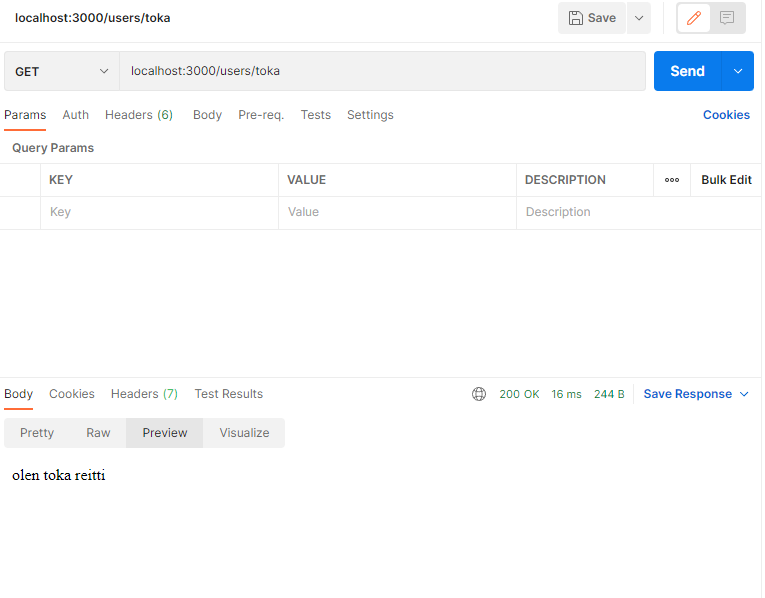 localhost:3000/users/toka Save
GET localhost:3000/users/toka Send
Params Auth Headers (6) Body Pre-req. Tests Settings Cookies
Query Params
KEY VALUE DESCRIPTION Bulk Edit
Key Value Description
Body Cookies Headers (7) Test Results 200 OK 16 ms 244 B Save Response
Pretty Raw Preview Visualize
olen toka reitti